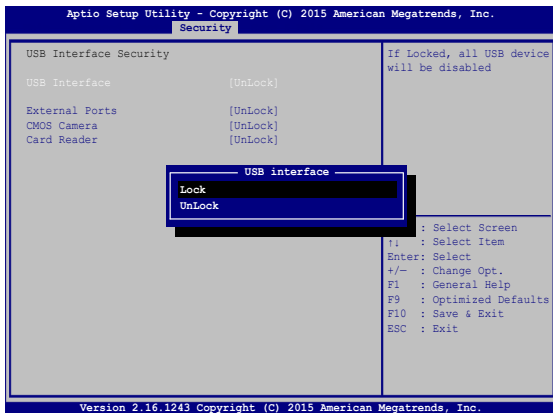 Aptio Setup Utility - Copyright (C) 2015 American Megatrends, Inc.
Security
USB Interface Security
USB Interface [UnLock]
External Ports [UnLock]
CMOS Camera [UnLock]
Card Reader [UnLock]
If Locked, all USB device
will be disabled
USB interface
Lock
UnLock
: Select Screen
↑↓ : Select Item
Enter: Select
+/— : Change Opt.
F1 : General Help
F9 : Optimized Defaults
F10 : Save & Exit
ESC : Exit
Version 2.16.1243 Copyright (C) 2015 American Megatrends, Inc.